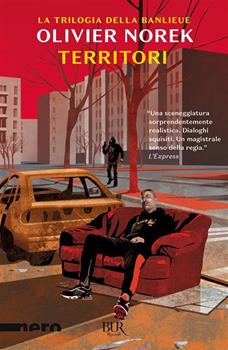 LA TRILOGIA DELLA BANLIEUE
OLIVIER NOREK
TERRITORI
"Una sceneggiatura
sorprendentemente
realistica. Dialoghi
squisiti. Un magistrale
senso della regia."
L'Express
nero
BUR